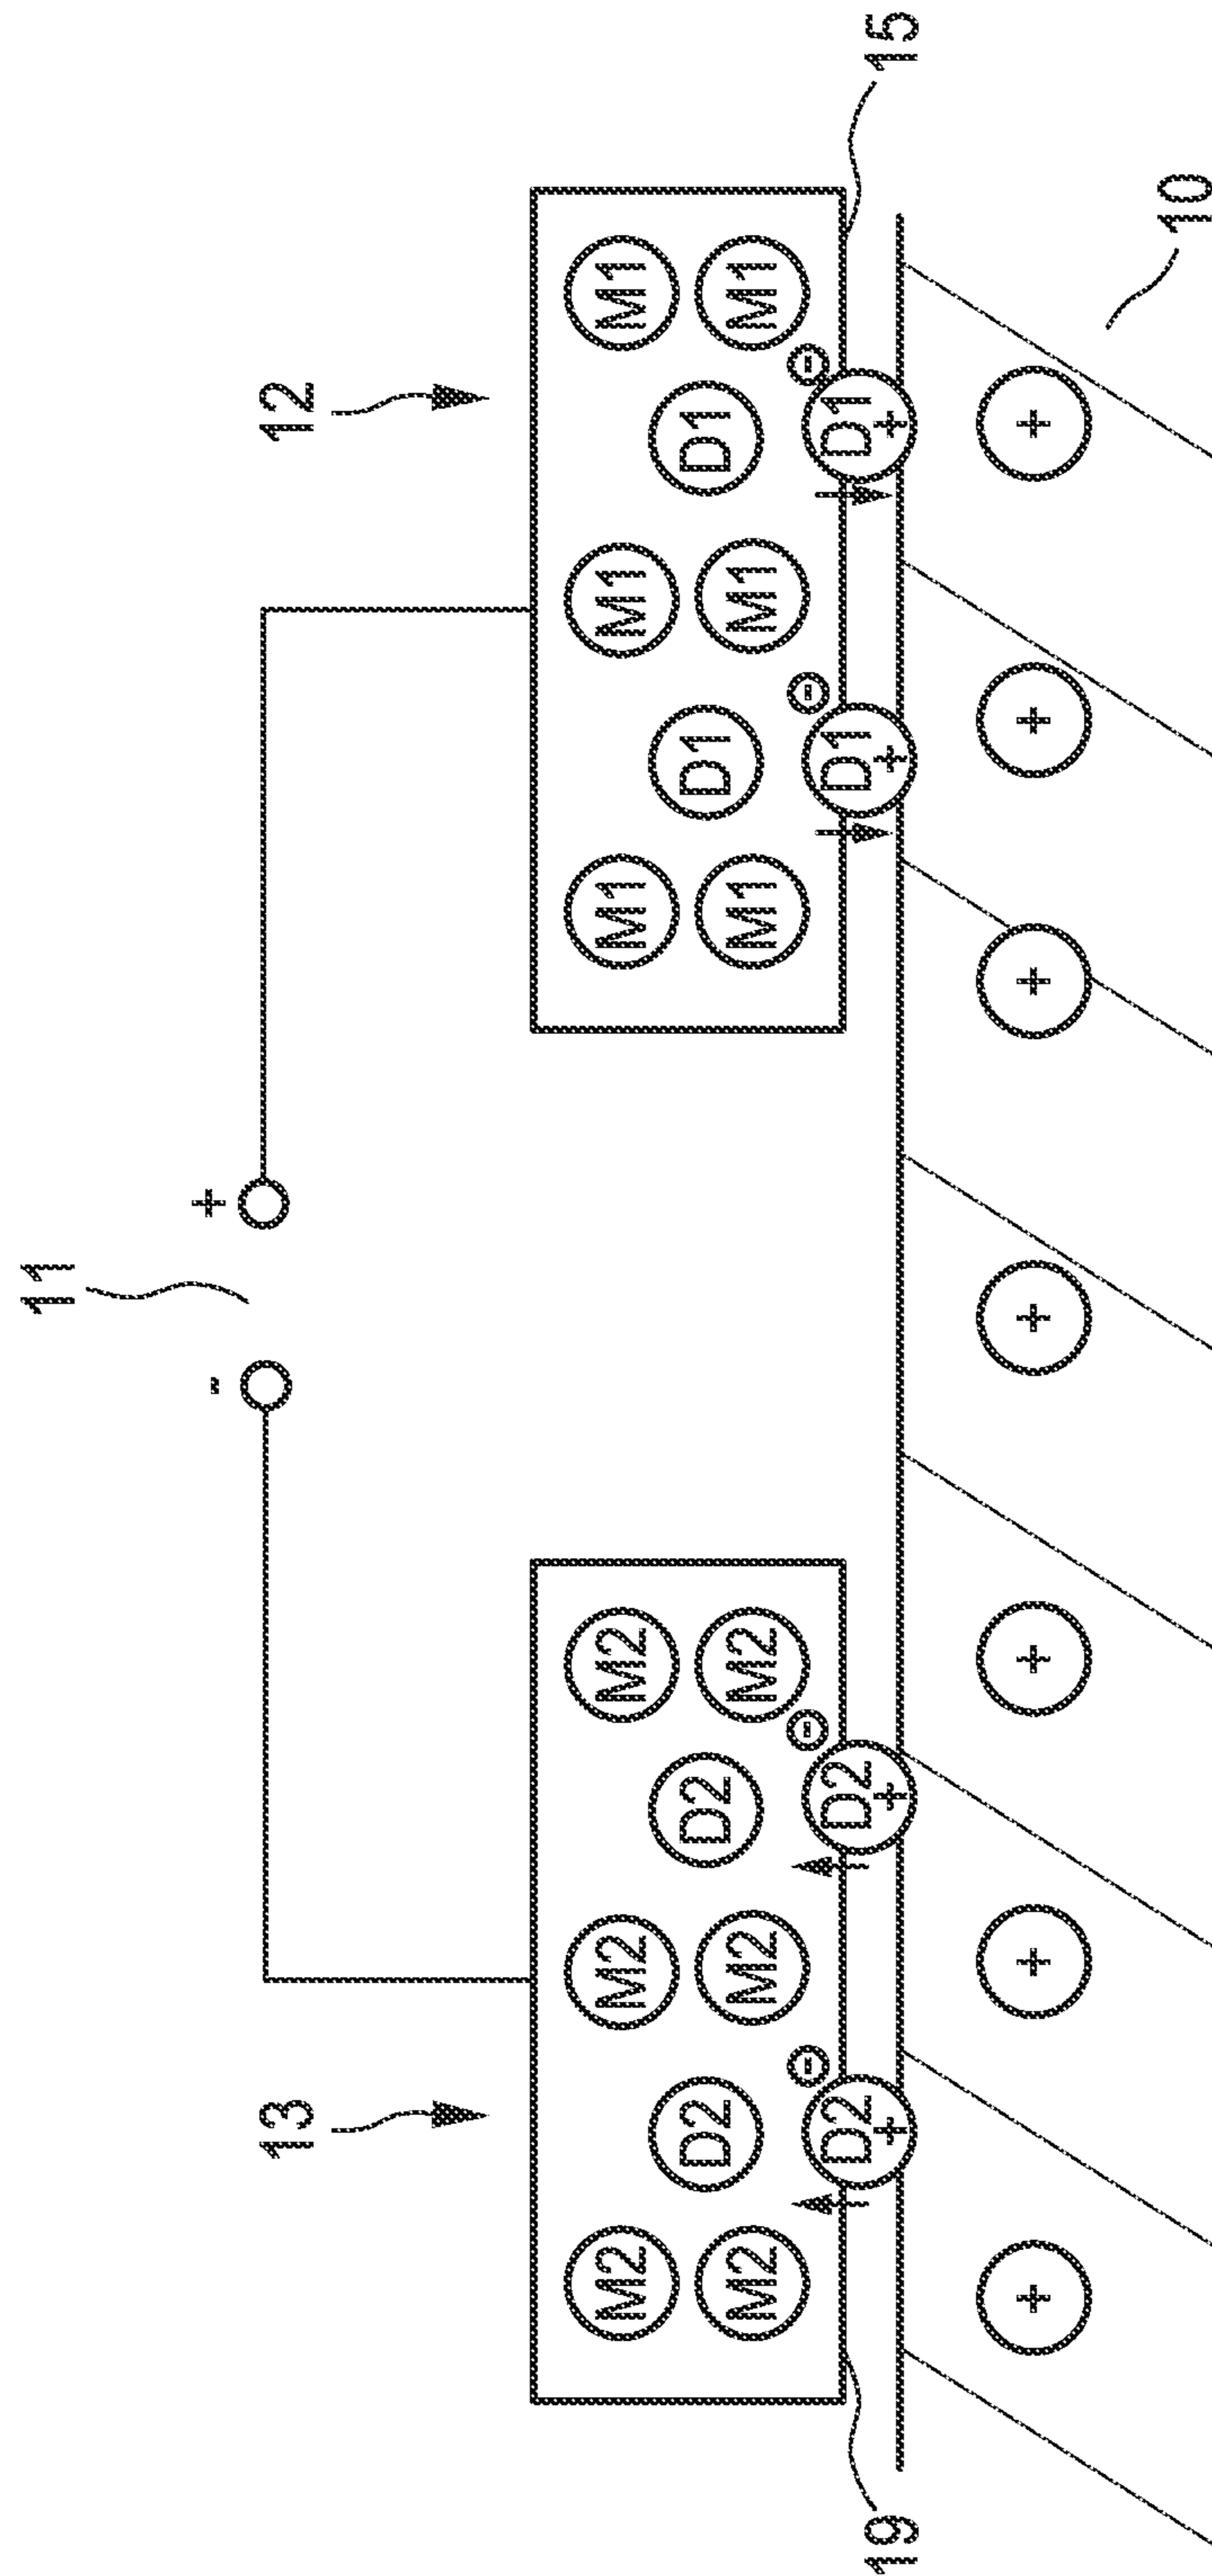 11
- +
13 12
M2 M2 M2 M1 M1 M1
D2 D2 D1 D1
M2 M2 M2 M1 M1 M1
- - - -
D2 D2 D1 D1
+ + + +
19 15
+ + + + + + +
10